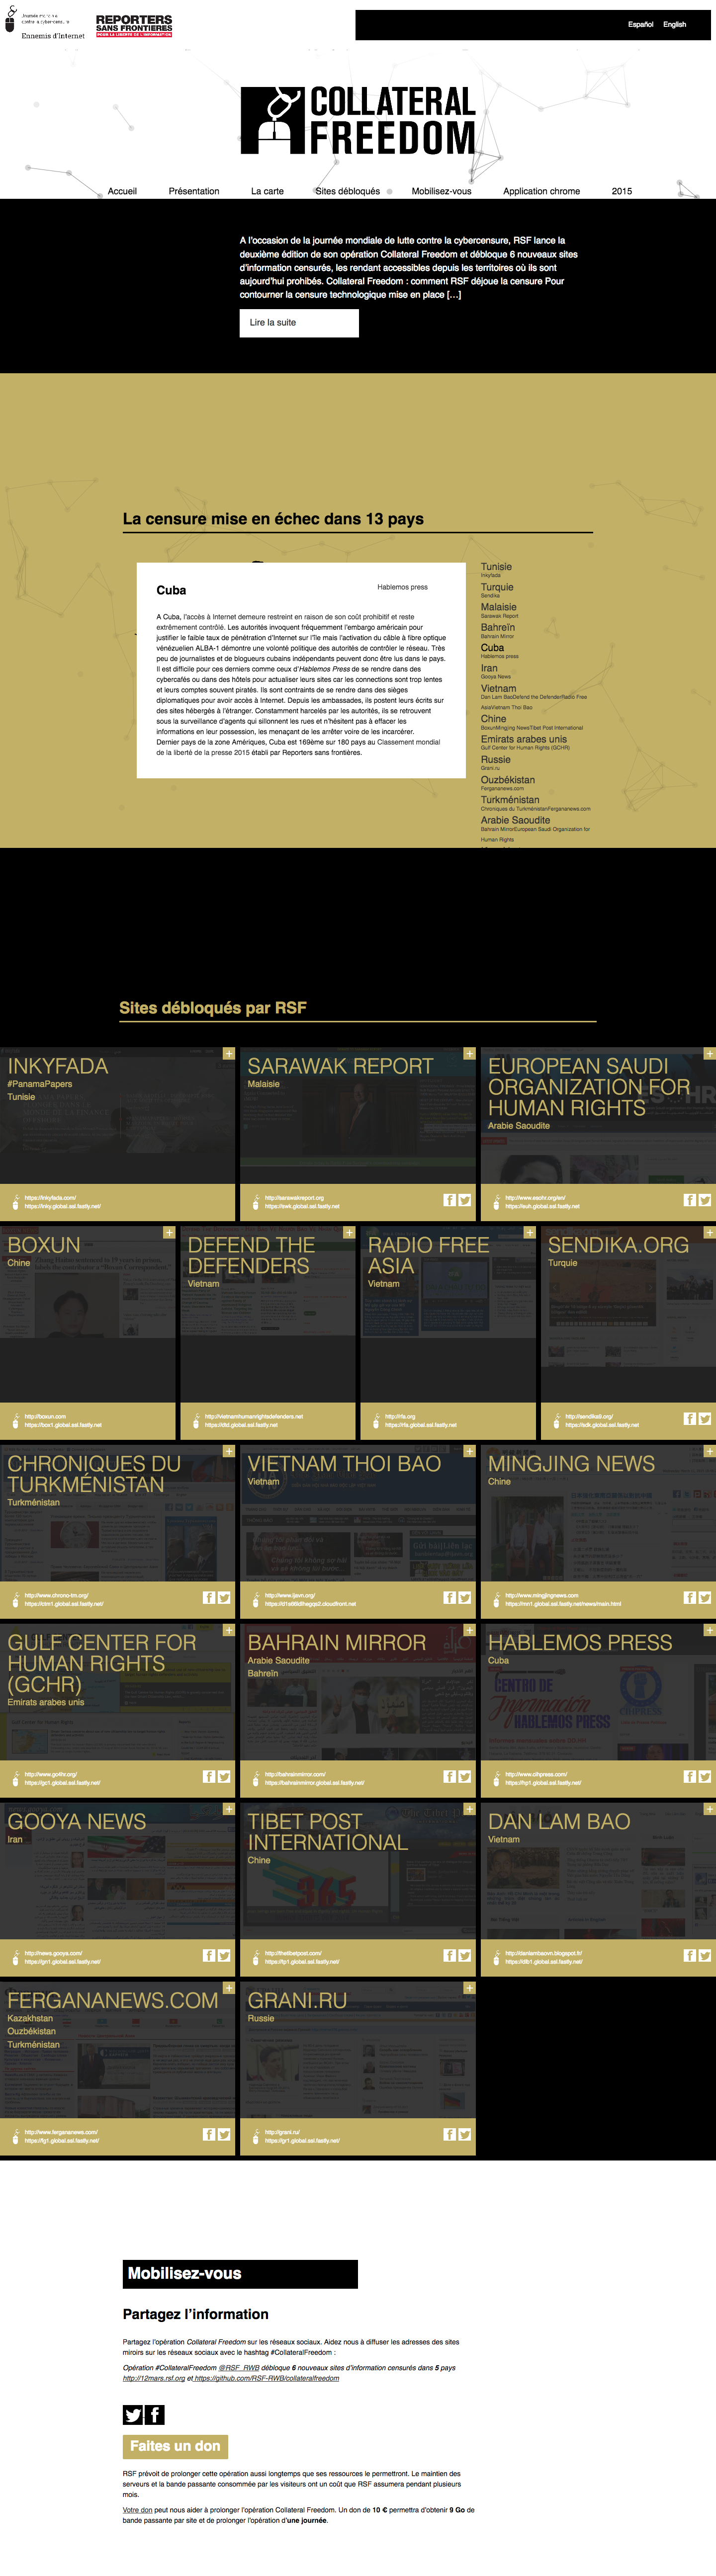 Journée mondiale
contre la cybercensure
Ennemis d'Internet
REPORTERS
SANS FRONTIERES
POUR LA LIBERTE DE L'INFORMATION
Español English
COLLATERAL
FREEDOM
Accueil Présentation La carte Sites débloqués Mobilisez-vous Application chrome 2015
A l'occasion de la journée mondiale de lutte contre la cybercensure, RSF lance la
deuxième édition de son opération Collateral Freedom et débloque 6 nouveaux sites
d'information censurés, les rendant accessibles depuis les territoires où ils sont
aujourd'hui prohibés. Collateral Freedom : comment RSF déjoue la censure Pour
contourner la censure technologique mise en place […]
Lire la suite
La censure mise en échec dans 13 pays
Cuba
Hablemos press
A Cuba, l'accès à Internet demeure restreint en raison de son coût prohibitif et reste
extrêmement contrôlé. Les autorités invoquent fréquemment l'embargo américain pour
justifier le faible taux de pénétration d'Internet sur l'île mais l'activation du câble à fibre optique
vénézuelien ALBA-1 démontre une volonté politique des autorités de contrôler le réseau. Très
peu de journalistes et de blogueurs cubains indépendants peuvent donc être lus dans le pays.
Il est difficile pour ces derniers comme ceux d'Hablemos Press de se rendre dans des
cybercafés ou dans des hôtels pour actualiser leurs sites car les connections sont trop lentes
et leurs comptes souvent piratés. Ils sont contraints de se rendre dans des sièges
diplomatiques pour avoir accès à Internet. Depuis les ambassades, ils postent leurs écrits sur
des sites hébergés à l'étranger. Constamment harcelés par les autorités, ils se retrouvent
sous la surveillance d'agents qui sillonnent les rues et n'hésitent pas à effacer les
informations en leur possession, les menaçant de les arrêter voire de les incarcérer.
Dernier pays de la zone Amériques, Cuba est 169ème sur 180 pays au Classement mondial
de la liberté de la presse 2015 établi par Reporters sans frontières.
Tunisie
Inkyfada
Turquie
Sendika
Malaisie
Sarawak Report
Bahreïn
Bahrain Mirror
Cuba
Hablemos press
Iran
Gooya News
Vietnam
Dan Lam BaoDefend the DefenderRadio Free
AsiaVietnam Thoi Bao
Chine
BoxunMingjing NewsTibet Post International
Emirats arabes unis
Gulf Center for Human Rights (GCHR)
Russie
Grani.ru
Ouzbékistan
Fergananews.com
Turkménistan
Chroniques du TurkménistanFergananews.com
Arabie Saoudite
Bahrain MirrorEuropean Saudi Organization for
Human Rights
Sites débloqués par RSF
INKYFADA
#PanamaPapers
Tunisie
https://inkyfada.com/
https://inky.global.ssl.fastly.net/
SARAWAK REPORT
Malaisie
http://sarawakreport.org
https://swk.global.ssl.fastly.net
EUROPEAN SAUDI
ORGANIZATION FOR
HUMAN RIGHTS
Arabie Saoudite
http://www.esohr.org/en/
https://euh.global.ssl.fastly.net
BOXUN
Chine
http://boxun.com
https://bos1.global.ssl.fastly.net
DEFEND THE
DEFENDERS
Vietnam
http://vietnamhumanrightsdefenders.net
https://dtd.global.ssl.fastly.net
RADIO FREE
ASIA
Vietnam
http://rfa.org
https://rfa.global.ssl.fastly.net
SENDIKA.ORG
Turquie
http://sendika8.org/
https://sdk.global.ssl.fastly.net/
CHRONIQUES DU
TURKMÉNISTAN
Turkménistan
http://www.chrono-tm.org/
https://ctm1.global.ssl.fastly.net/
VIETNAM THOI BAO
Vietnam
http://www.ijavn.org/
MINGJING NEWS
Chine
http://www.mingjingnews.com
https://mn1.global.ssl.fastly.net/news/main.html
GULF CENTER FOR
HUMAN RIGHTS
(GCHR)
Emirats arabes unis
http://www.gc4hr.org/
https://gc1.global.ssl.fastly.net/
BAHRAIN MIRROR
Arabie Saoudite
Bahreïn
http://bahrainmirror.com/
https://bahrainmirror.global.ssl.fastly.net/
HABLEMOS PRESS
Cuba
http://www.cihpress.com/
https://hp1.global.ssl.fastly.net/
GOOYA NEWS
Iran
http://news.gooya.com/
https://gn1.global.ssl.fastly.net/
TIBET POST
INTERNATIONAL
Chine
http://thetibetpost.com/
https://tp1.global.ssl.fastly.net/
DAN LAM BAO
Vietnam
http://danlambaovn.blogspot.fr/
https://dlb1.global.ssl.fastly.net/
FERGANANEWS.COM
Kazakhstan
Ouzbékistan
Turkménistan
http://www.fergananews.com/
https://fg1.global.ssl.fastly.net/
GRANI.RU
Russie
http://grani.ru/
https://gr1.global.ssl.fastly.net/
Mobilisez-vous
Partagez l'information
Partagez l'opération Collateral Freedom sur les réseaux sociaux. Aidez nous à diffuser les adresses des sites
miroirs sur les réseaux sociaux avec le hashtag #CollateralFreedom :
Opération #CollateralFreedom @RSF_RWB débloque 6 nouveaux sites d'information censurés dans 5 pays
http://12mars.rsf.org et https://github.com/RSF-RWB/collateralfreedom
Faites un don
RSF prévoit de prolonger cette opération aussi longtemps que ses ressources le permettront. Le maintien des
serveurs et la bande passante consommée par les visiteurs ont un coût que RSF assumera pendant plusieurs
mois.
Votre don peut nous aider à prolonger l'opération Collateral Freedom. Un don de 10 € permettra d'obtenir 9 Go de
bande passante par site et de prolonger l'opération d'une journée.